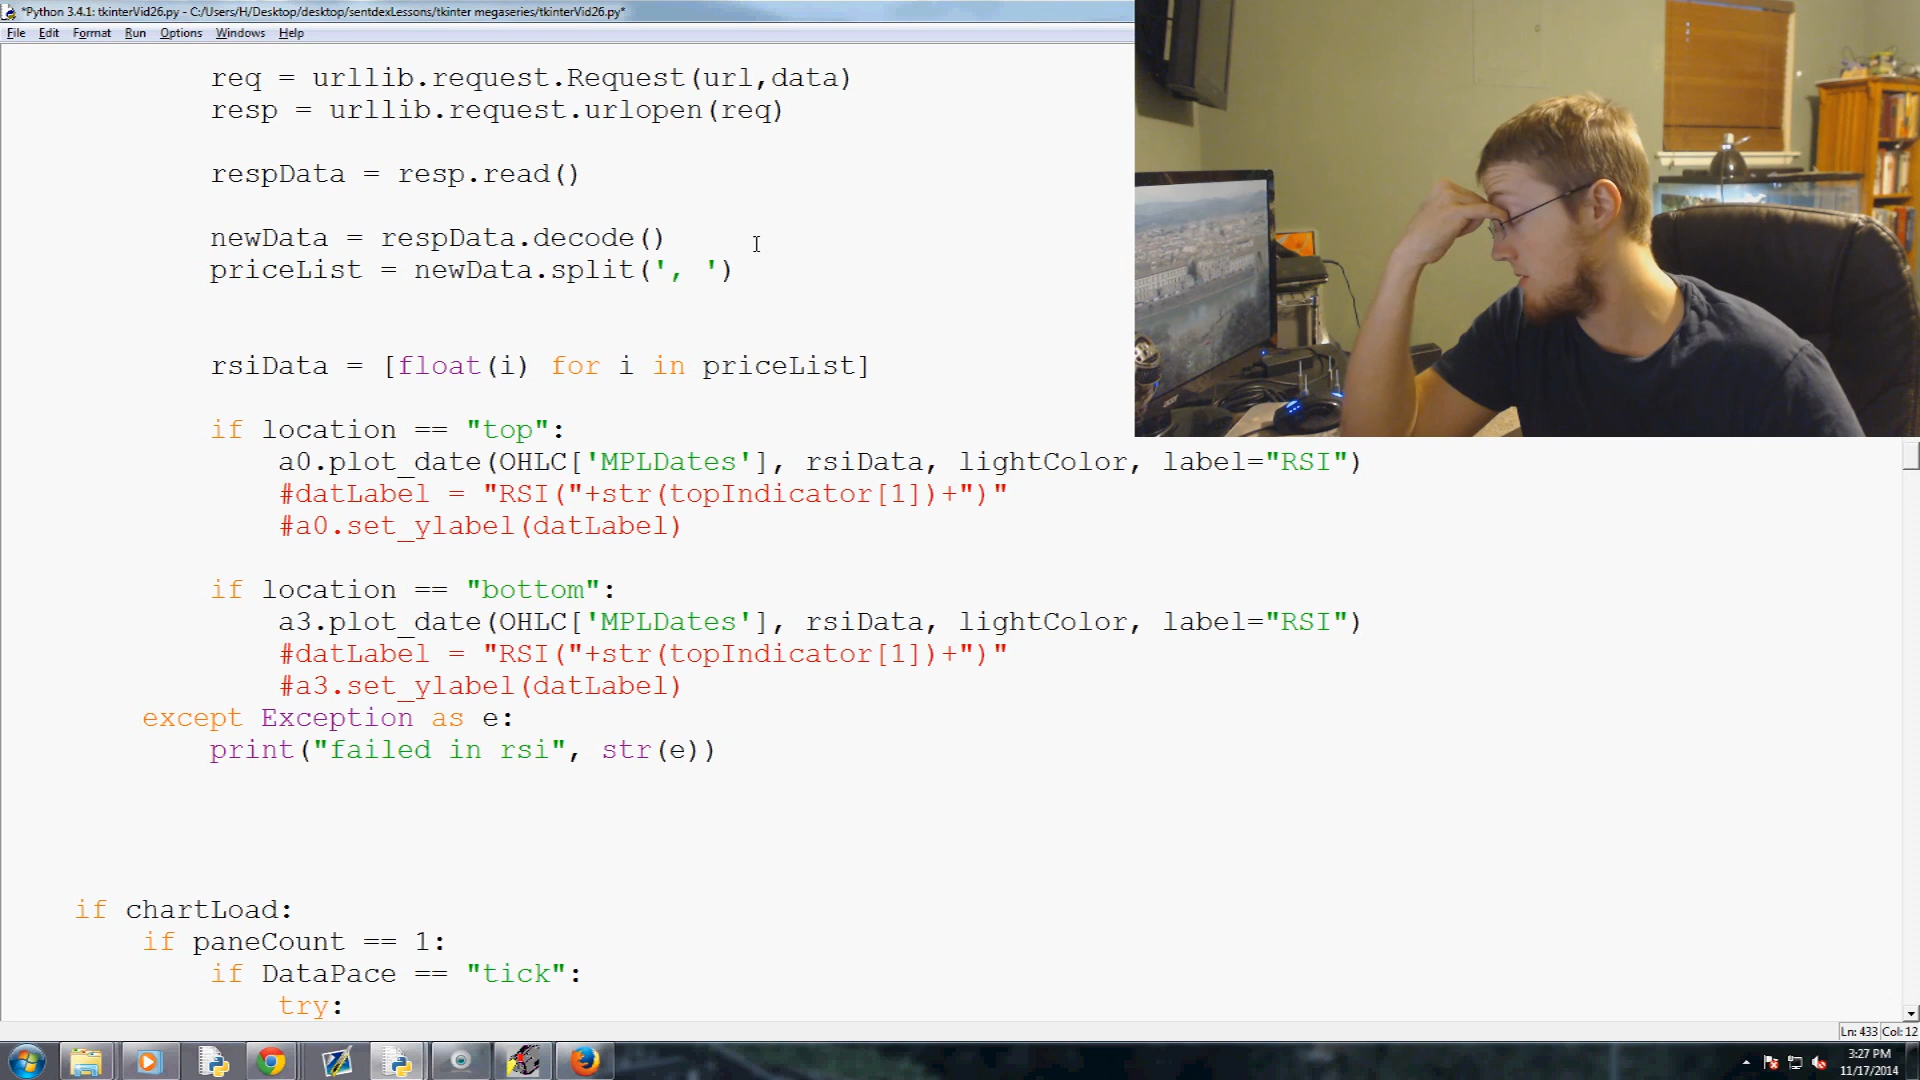 *Python 3.4.1: tkinterVid26.py - C:/Users/H/Desktop/desktop/sentdexLessons/tkinter megaseries/tkinterVid26.py*
File Edit Format Run Options Windows Help
req = urllib.request.Request(url,data)
resp = urllib.request.urlopen(req)
respData = resp.read()
newData = respData.decode()
priceList = newData.split(', ')
rsiData = [float(i) for i in priceList]
if location == "top":
a0.plot_date(OHLC['MPLDates'], rsiData, lightColor, label="RSI")
#datLabel = "RSI("+str(topIndicator[1])+")"
#a0.set_ylabel(datLabel)
if location == "bottom":
a3.plot_date(OHLC['MPLDates'], rsiData, lightColor, label="RSI")
#datLabel = "RSI("+str(topIndicator[1])+")"
#a3.set_ylabel(datLabel)
except Exception as e:
print("failed in rsi", str(e))
if chartLoad:
if paneCount == 1:
if DataPace == "tick":
try:
Ln: 433 Col: 12
3:27 PM
11/17/2014